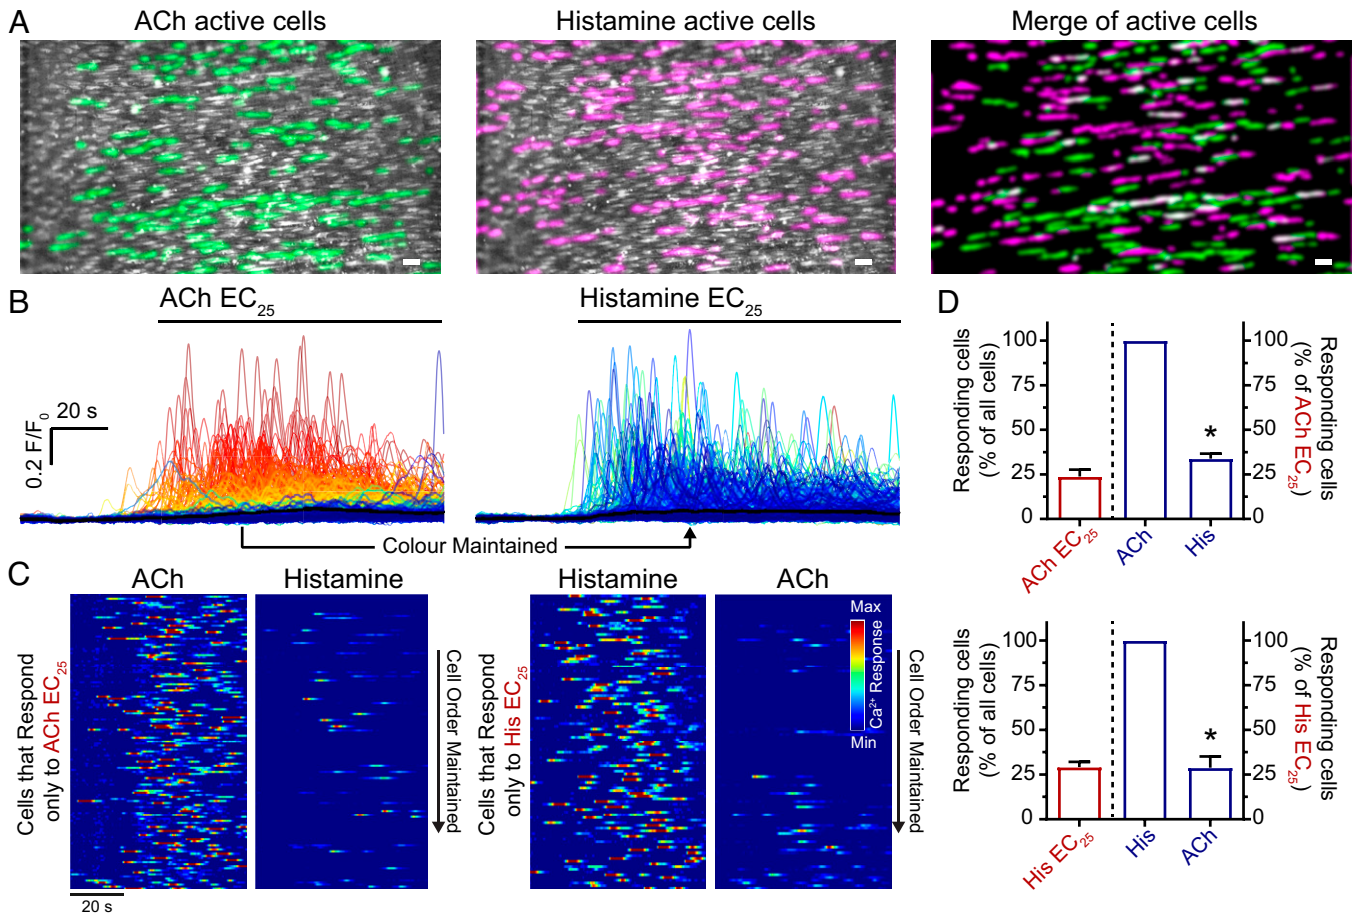 A
ACh active cells
Histamine active cells
Merge of active cells
B
ACh EC25
Histamine EC25
20 s
0.2 F/F0
Colour Maintained
C
ACh
Histamine
Histamine
ACh
Cells that Respond
only to ACh EC25
Cell Order Maintained
Cells that Respond
only to His EC25
Max
Ca2+ Response
Min
Cell Order Maintained
20 s
D
Responding cells
(% of all cells)
100
75
50
25
0
*
100
75
50
25
0
Responding cells
(% of ACh EC25)
ACh EC25
ACh
His
Responding cells
(% of all cells)
100
75
50
25
0
*
100
75
50
25
0
Responding cells
(% of His EC25)
His EC25
His
ACh